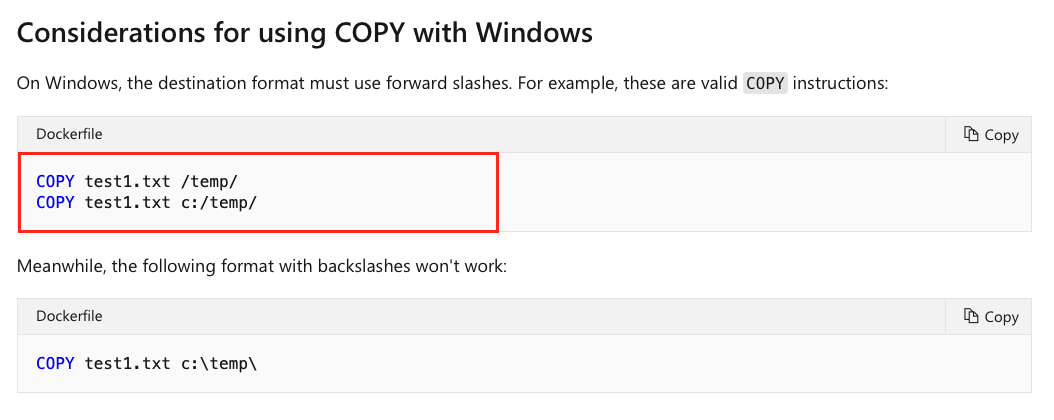 Considerations for using COPY with Windows
On Windows, the destination format must use forward slashes. For example, these are valid COPY instructions:
Dockerfile
Copy
COPY test1.txt /temp/
COPY test1.txt c:/temp/
Meanwhile, the following format with backslashes won't work:
Dockerfile
Copy
COPY test1.txt c:\temp\